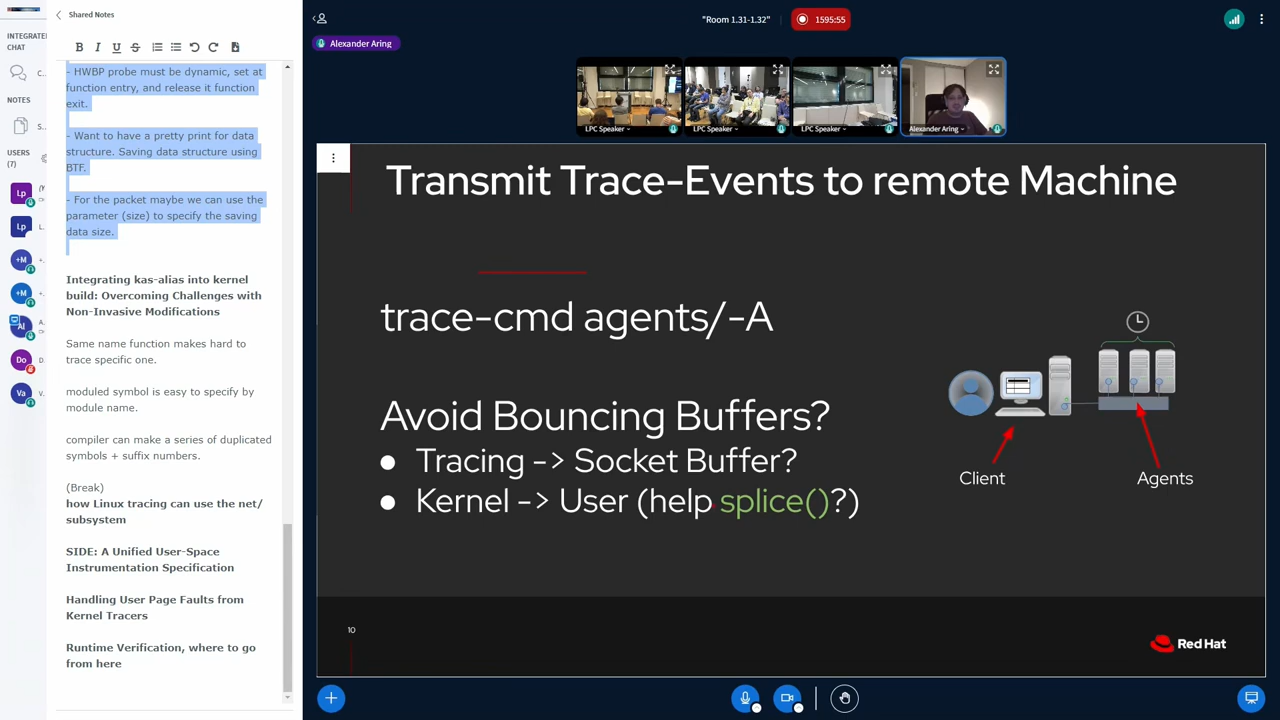 Shared Notes
INTEGRATE
CHAT
C.
NOTES
S..
USERS
(7)
Lp
Lp
+M
+M
Al
A.
Do
D.
Va
V.
B I U S
- HWBP probe must be dynamic, set at
function entry, and release it function
exit.
- Want to have a pretty print for data
structure. Saving data structure using
BTF.
- For the packet maybe we can use the
parameter (size) to specify the saving
data size.
Integrating kas-alias into kernel
build: Overcoming Challenges with
Non-Invasive Modifications
Same name function makes hard to
trace specific one.
moduled symbol is easy to specify by
module name.
compiler can make a series of duplicated
symbols + suffix numbers.
(Break)
how Linux tracing can use the net/
subsystem
SIDE: A Unified User-Space
Instrumentation Specification
Handling User Page Faults from
Kernel Tracers
Runtime Verification, where to go
from here
"Room 1.31-1.32"
1595:55
Alexander Aring
LPC Speaker
LPC Speaker
LPC Speaker
Alexander Aring
Transmit Trace-Events to remote Machine
trace-cmd agents/-A
Avoid Bouncing Buffers?
● Tracing -> Socket Buffer?
● Kernel -> User (help splice()?)
Client
Agents
10
Red Hat